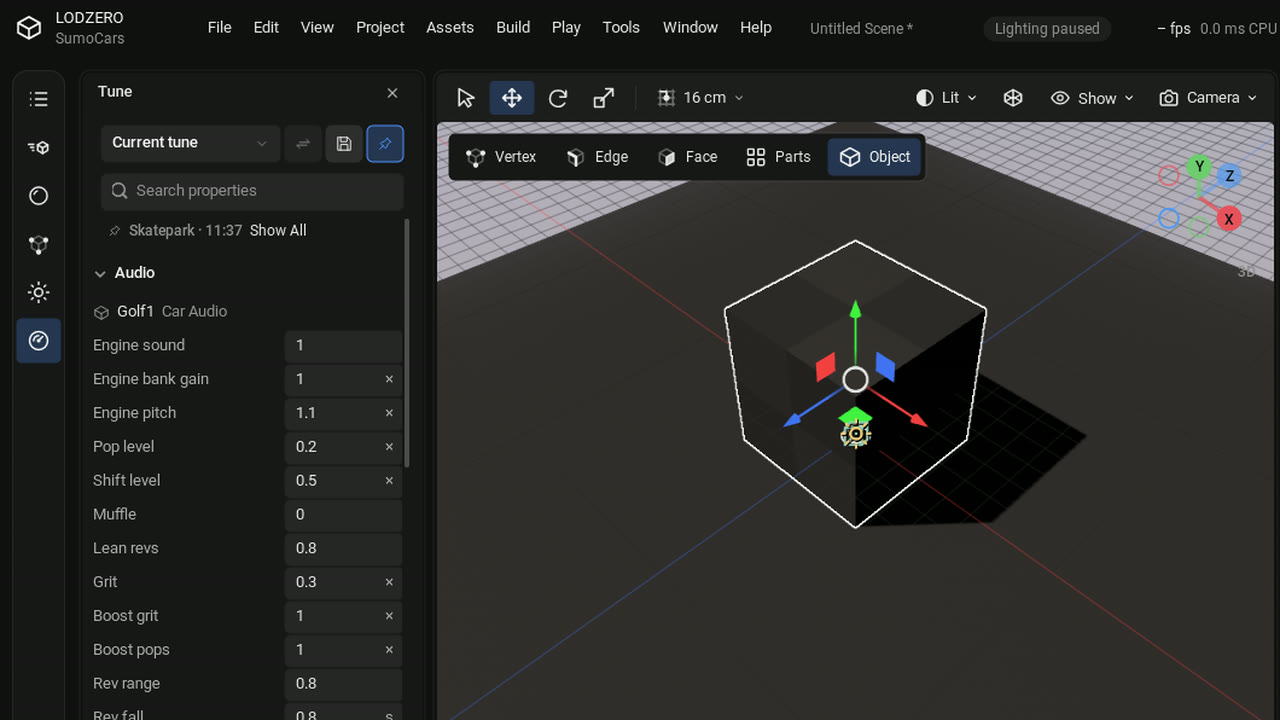 LODZERO
SumoCars
File Edit View Project Assets Build Play Tools Window Help
Untitled Scene *
Lighting paused
– fps 0.0 ms CPU
Tune ×
Current tune
Search properties
Skatepark · 11:37 Show All
Audio
Golf1 Car Audio
Engine sound 1
Engine bank gain 1 ×
Engine pitch 1.1 ×
Pop level 0.2 ×
Shift level 0.5 ×
Muffle 0
Lean revs 0.8
Grit 0.3 ×
Boost grit 1 ×
Boost pops 1 ×
Rev range 0.8
Rev fall 0.8 s
16 cm
Lit
Show
Camera
Vertex Edge Face Parts Object
Y
Z
X
3D